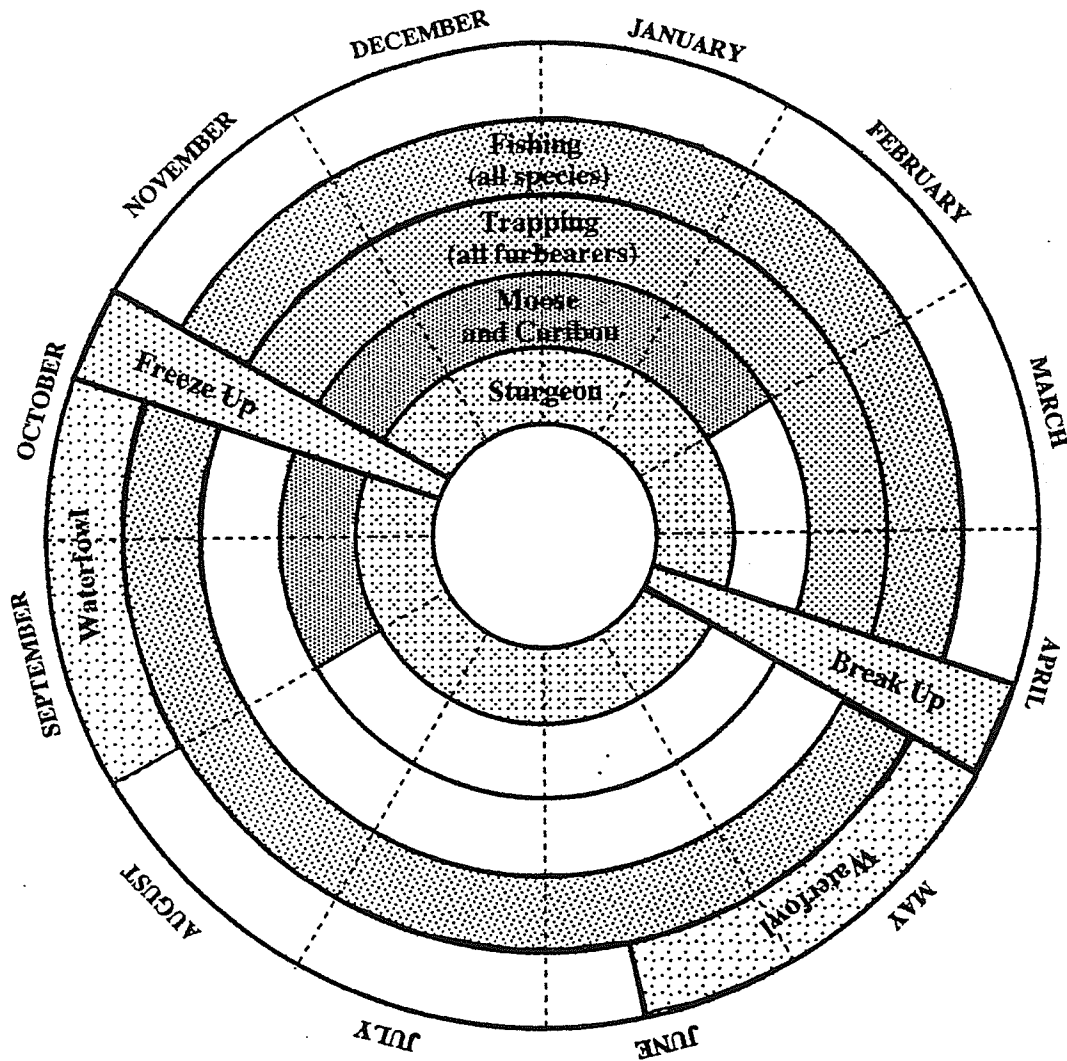 DECEMBER
JANUARY
NOVEMBER
FEBRUARY
Fishing
(all species)
Trapping
(all furbearers)
Moose
and Caribou
Sturgeon
OCTOBER
Freeze Up
MARCH
Waterfowl
SEPTEMBER
Break Up
APRIL
Waterfowl
AUGUST
MAY
JULY
JUNE